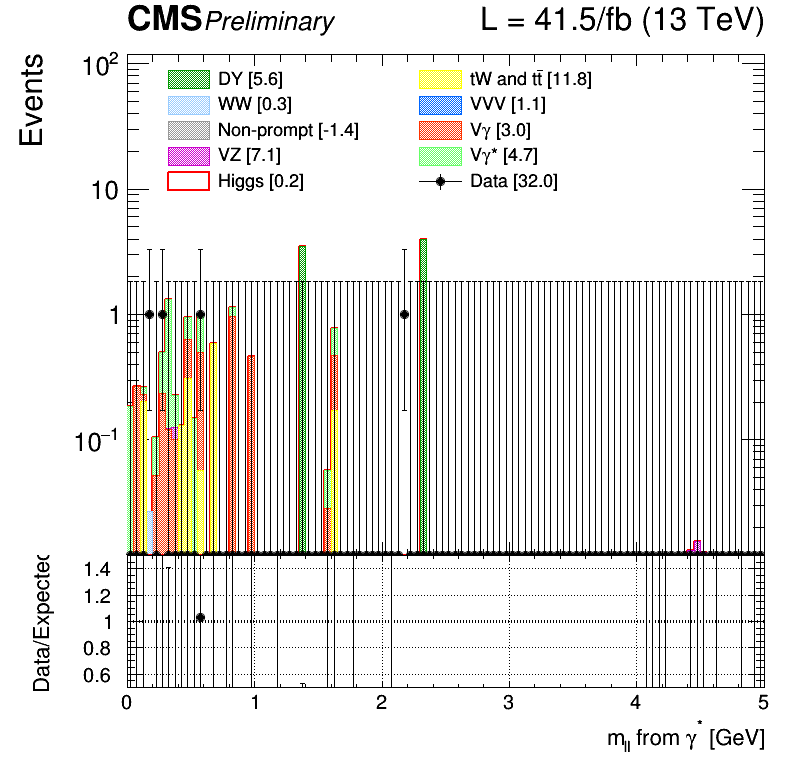 CMS Preliminary L = 41.5/fb (13 TeV)
Events
10²
10
1
10⁻¹
DY [5.6]
WW [0.3]
Non-prompt [-1.4]
VZ [7.1]
Higgs [0.2]
tW and tt̄ [11.8]
VVV [1.1]
Vγ [3.0]
Vγ* [4.7]
Data [32.0]
Data/Expected
1.4
1.2
1
0.8
0.6
0 1 2 3 4 5
m_ll from γ* [GeV]